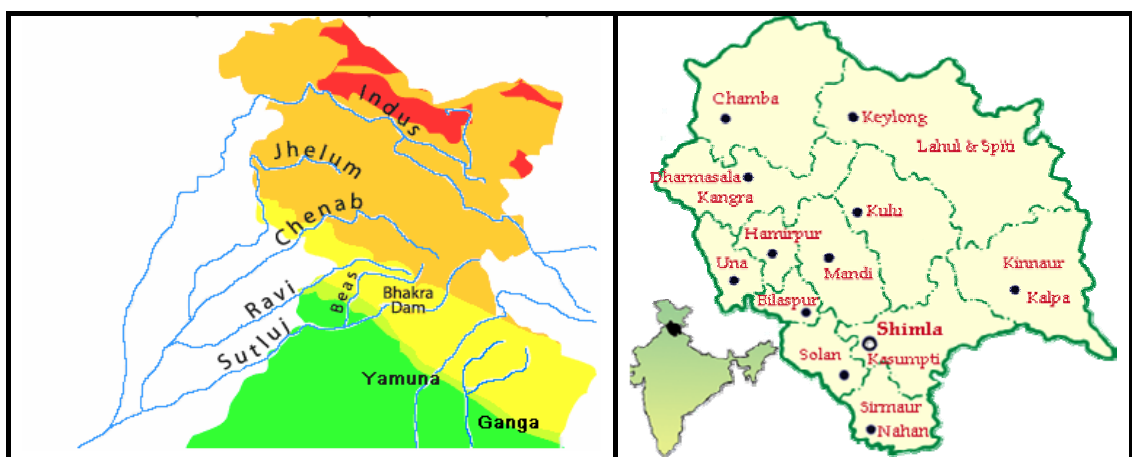 Indus
Jhelum
Chenab
Ravi
Beas
Bhakra
Dam
Sutluj
Yamuna
Ganga
Chamba
Keylong
Lahul & Spiti
Dharmasala
Kangra
Kulu
Hamirpur
Una
Mandi
Kinnaur
Kalpa
Bilaspur
Shimla
Solan
Kasumpti
Sirmaur
Nahan